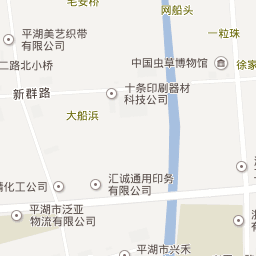 毛安桥
网船头
平湖美艺织带
有限公司
一粒珠
二路北小桥
中国虫草博物馆
徐家
新群路
十条印刷器材
科技公司
大船浜
汇诚通用印务
有限公司
精化工公司
平湖市泛亚
物流有限公司
平湖市兴禾